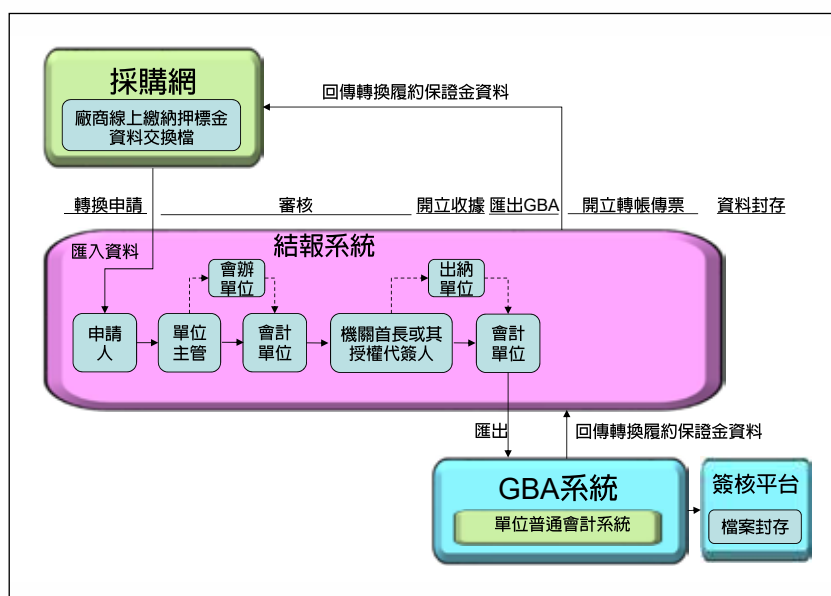 採購網
廠商線上繳納押標金
資料交換檔
回傳轉換履約保證金資料
轉換申請
審核
開立收據
匯出GBA
開立轉帳傳票
資料封存
結報系統
匯入資料
會辦
單位
出納
單位
申請
人
單位
主管
會計
單位
機關首長或其
授權代簽人
會計
單位
匯出
回傳轉換履約保證金資料
GBA系統
單位普通會計系統
簽核平台
檔案封存